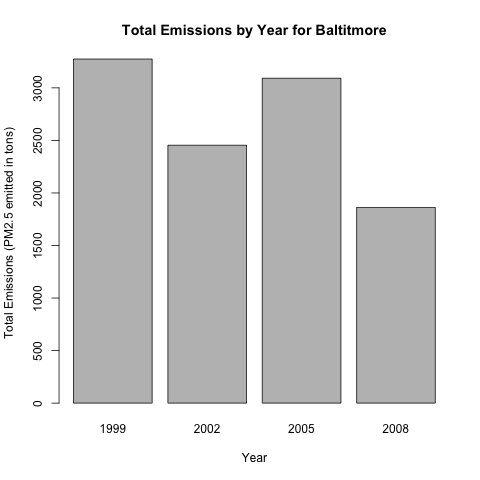 Total Emissions by Year for Baltitmore
Total Emissions (PM2.5 emitted in tons)
3000
2500
2000
1500
1000
500
0
1999 2002 2005 2008
Year